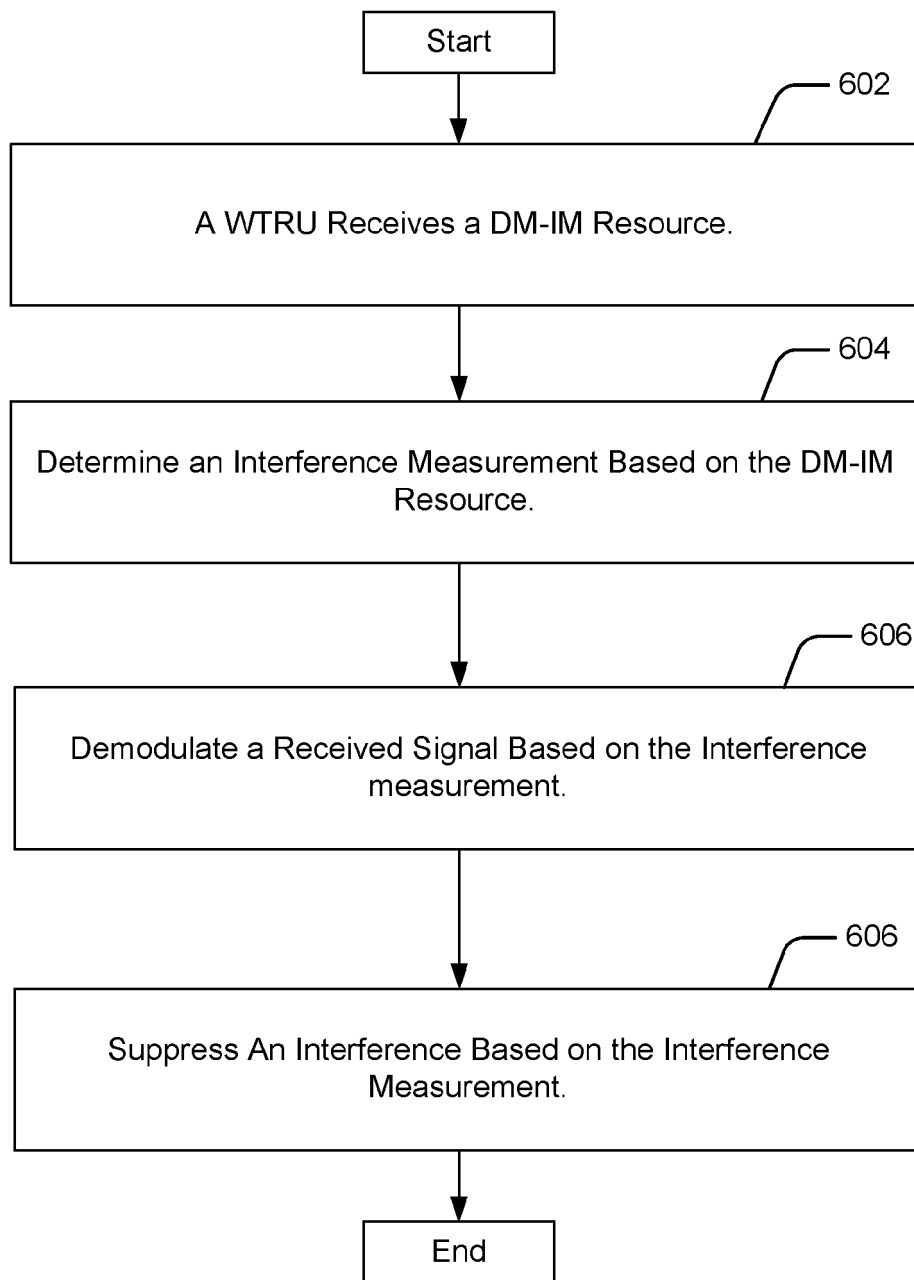 Start
602
A WTRU Receives a DM-IM Resource.
604
Determine an Interference Measurement Based on the DM-IM
Resource.
606
Demodulate a Received Signal Based on the Interference
measurement.
606
Suppress An Interference Based on the Interference
Measurement.
End